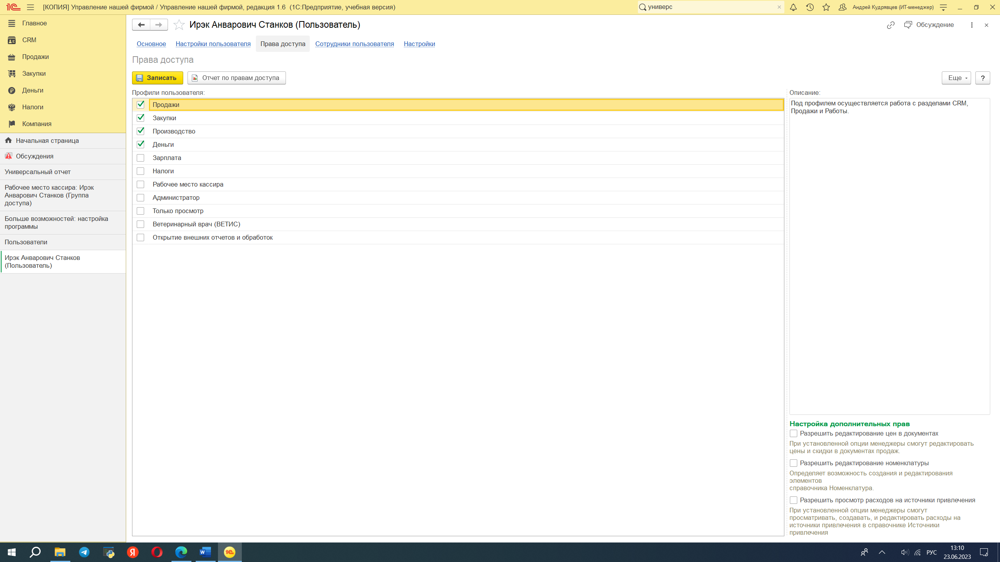 [КОПИЯ] Управление нашей фирмой / Управление нашей фирмой, редакция 1.6 (1С:Предприятие, учебная версия)
универс
Андрей Кудрявцев (ИТ-менеджер)
Главное
CRM
Продажи
Закупки
Деньги
Налоги
Компания
Начальная страница
Обсуждения
Универсальный отчет
Рабочее место кассира: Ирэк
Анварович Станков (Группа
доступа)
Больше возможностей: настройка
программы
Пользователи
Ирэк Анварович Станков
(Пользователь)
Ирэк Анварович Станков (Пользователь)
Обсуждение
Основное
Настройки пользователя
Права доступа
Сотрудники пользователя
Настройки
Права доступа
Записать
Отчет по правам доступа
Еще
?
Профили пользователя:
Продажи
Закупки
Производство
Деньги
Зарплата
Налоги
Рабочее место кассира
Администратор
Только просмотр
Ветеринарный врач (ВЕТИС)
Открытие внешних отчетов и обработок
Описание:
Под профилем осуществляется работа с разделами CRM,
Продажи и Работы.
Настройка дополнительных прав
Разрешить редактирование цен в документах
При установленной опции менеджеры смогут редактировать
цены и скидки в документах продаж.
Разрешить редактирование номенклатуры
Определяет возможность создания и редактирования
элементов
справочника Номенклатура.
Разрешить просмотр расходов на источники привлечения
При установленной опции менеджеры смогут
просматривать, создавать, и редактировать расходы на
источники привлечения в справочнике Источники
привлечения
РУС
13:10
23.06.2023